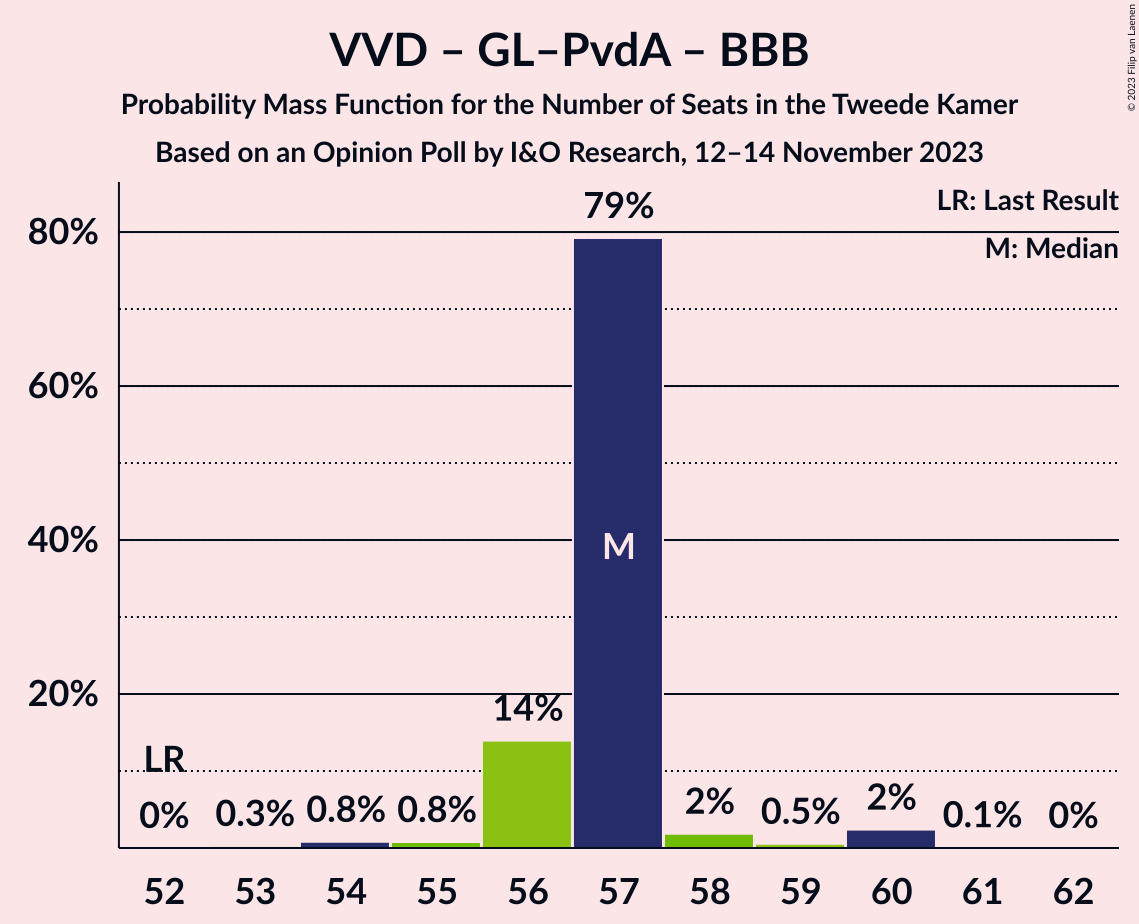 VVD – GL–PvdA – BBB
Probability Mass Function for the Number of Seats in the Tweede Kamer
Based on an Opinion Poll by I&O Research, 12–14 November 2023
© 2023 Filip van Laenen
LR: Last Result
M: Median
80%
60%
40%
20%
79%
M
14%
LR
0% 0.3% 0.8% 0.8% 2% 0.5% 2% 0.1% 0%
52 53 54 55 56 57 58 59 60 61 62